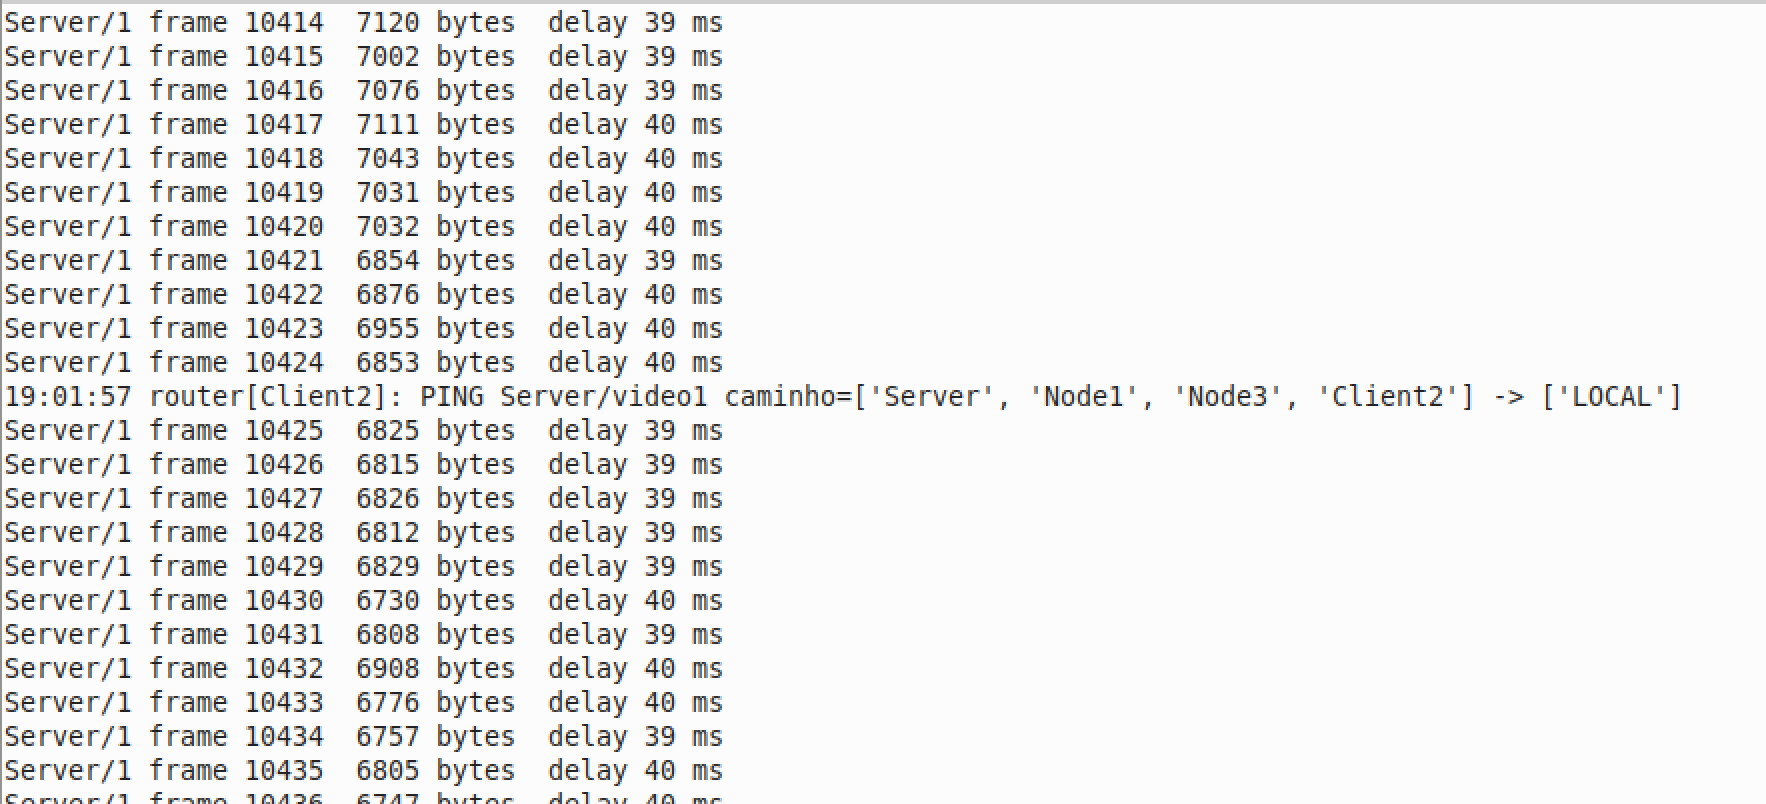 Server/1 frame 10414  7120 bytes  delay 39 ms
Server/1 frame 10415  7002 bytes  delay 39 ms
Server/1 frame 10416  7076 bytes  delay 39 ms
Server/1 frame 10417  7111 bytes  delay 40 ms
Server/1 frame 10418  7043 bytes  delay 40 ms
Server/1 frame 10419  7031 bytes  delay 40 ms
Server/1 frame 10420  7032 bytes  delay 40 ms
Server/1 frame 10421  6854 bytes  delay 39 ms
Server/1 frame 10422  6876 bytes  delay 40 ms
Server/1 frame 10423  6955 bytes  delay 40 ms
Server/1 frame 10424  6853 bytes  delay 40 ms
19:01:57 router[Client2]: PING Server/video1 caminho=['Server', 'Node1', 'Node3', 'Client2'] -> ['LOCAL']
Server/1 frame 10425  6825 bytes  delay 39 ms
Server/1 frame 10426  6815 bytes  delay 39 ms
Server/1 frame 10427  6826 bytes  delay 39 ms
Server/1 frame 10428  6812 bytes  delay 39 ms
Server/1 frame 10429  6829 bytes  delay 39 ms
Server/1 frame 10430  6730 bytes  delay 40 ms
Server/1 frame 10431  6808 bytes  delay 39 ms
Server/1 frame 10432  6908 bytes  delay 40 ms
Server/1 frame 10433  6776 bytes  delay 40 ms
Server/1 frame 10434  6757 bytes  delay 39 ms
Server/1 frame 10435  6805 bytes  delay 40 ms
Server/1 frame 10436  6747 bytes  delay 40 ms